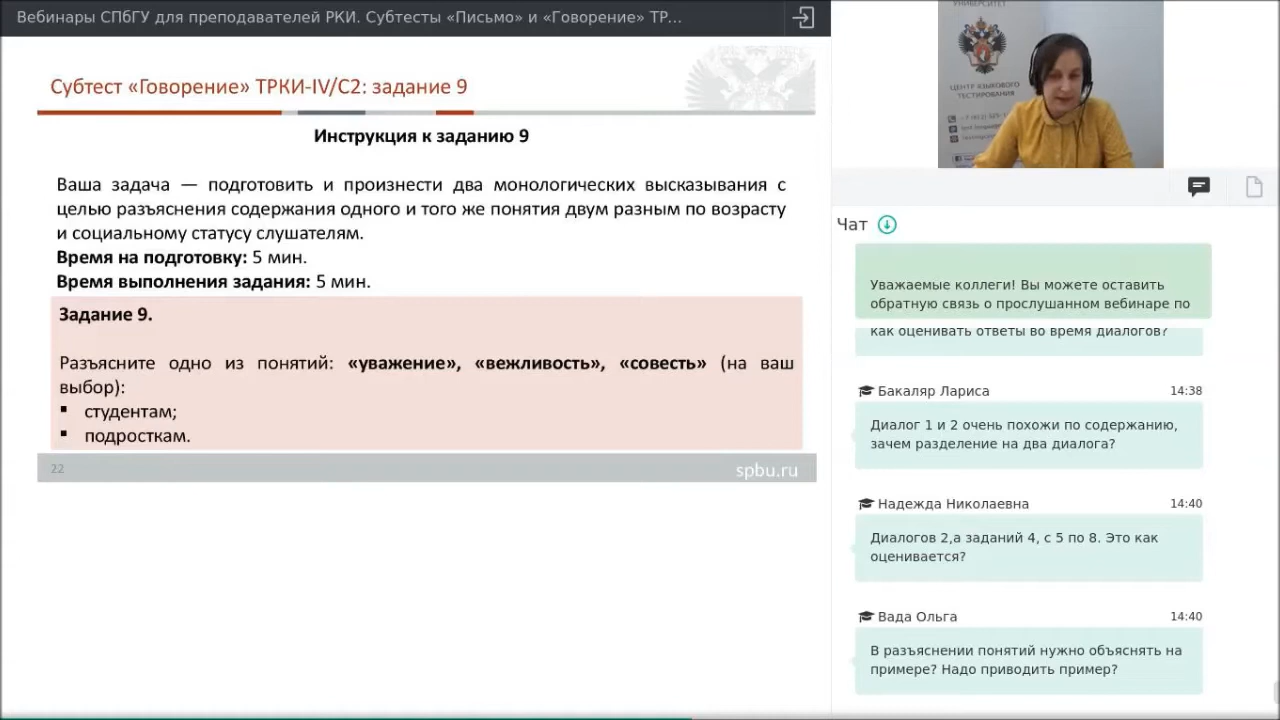 Вебинары СПбГУ для преподавателей РКИ. Субтесты «Письмо» и «Говорение» ТР...
Субтест «Говорение» ТРКИ-IV/С2: задание 9
Инструкция к заданию 9
Ваша задача — подготовить и произнести два монологических высказывания с
целью разъяснения содержания одного и того же понятия двум разным по возрасту
и социальному статусу слушателям.
Время на подготовку: 5 мин.
Время выполнения задания: 5 мин.
Задание 9.
Разъясните одно из понятий: «уважение», «вежливость», «совесть» (на ваш
выбор):
▪ студентам;
▪ подросткам.
22
spbu.ru
УНИВЕРСИТЕТ
ЦЕНТР ЯЗЫКОВОГО
ТЕСТИРОВАНИЯ
Чат
Уважаемые коллеги! Вы можете оставить
обратную связь о прослушанном вебинаре по
как оценивать ответы во время диалогов?
Бакаляр Лариса 14:38
Диалог 1 и 2 очень похожи по содержанию,
зачем разделение на два диалога?
Надежда Николаевна 14:40
Диалогов 2,а заданий 4, с 5 по 8. Это как
оценивается?
Вада Ольга 14:40
В разъяснении понятий нужно объяснять на
примере? Надо приводить пример?